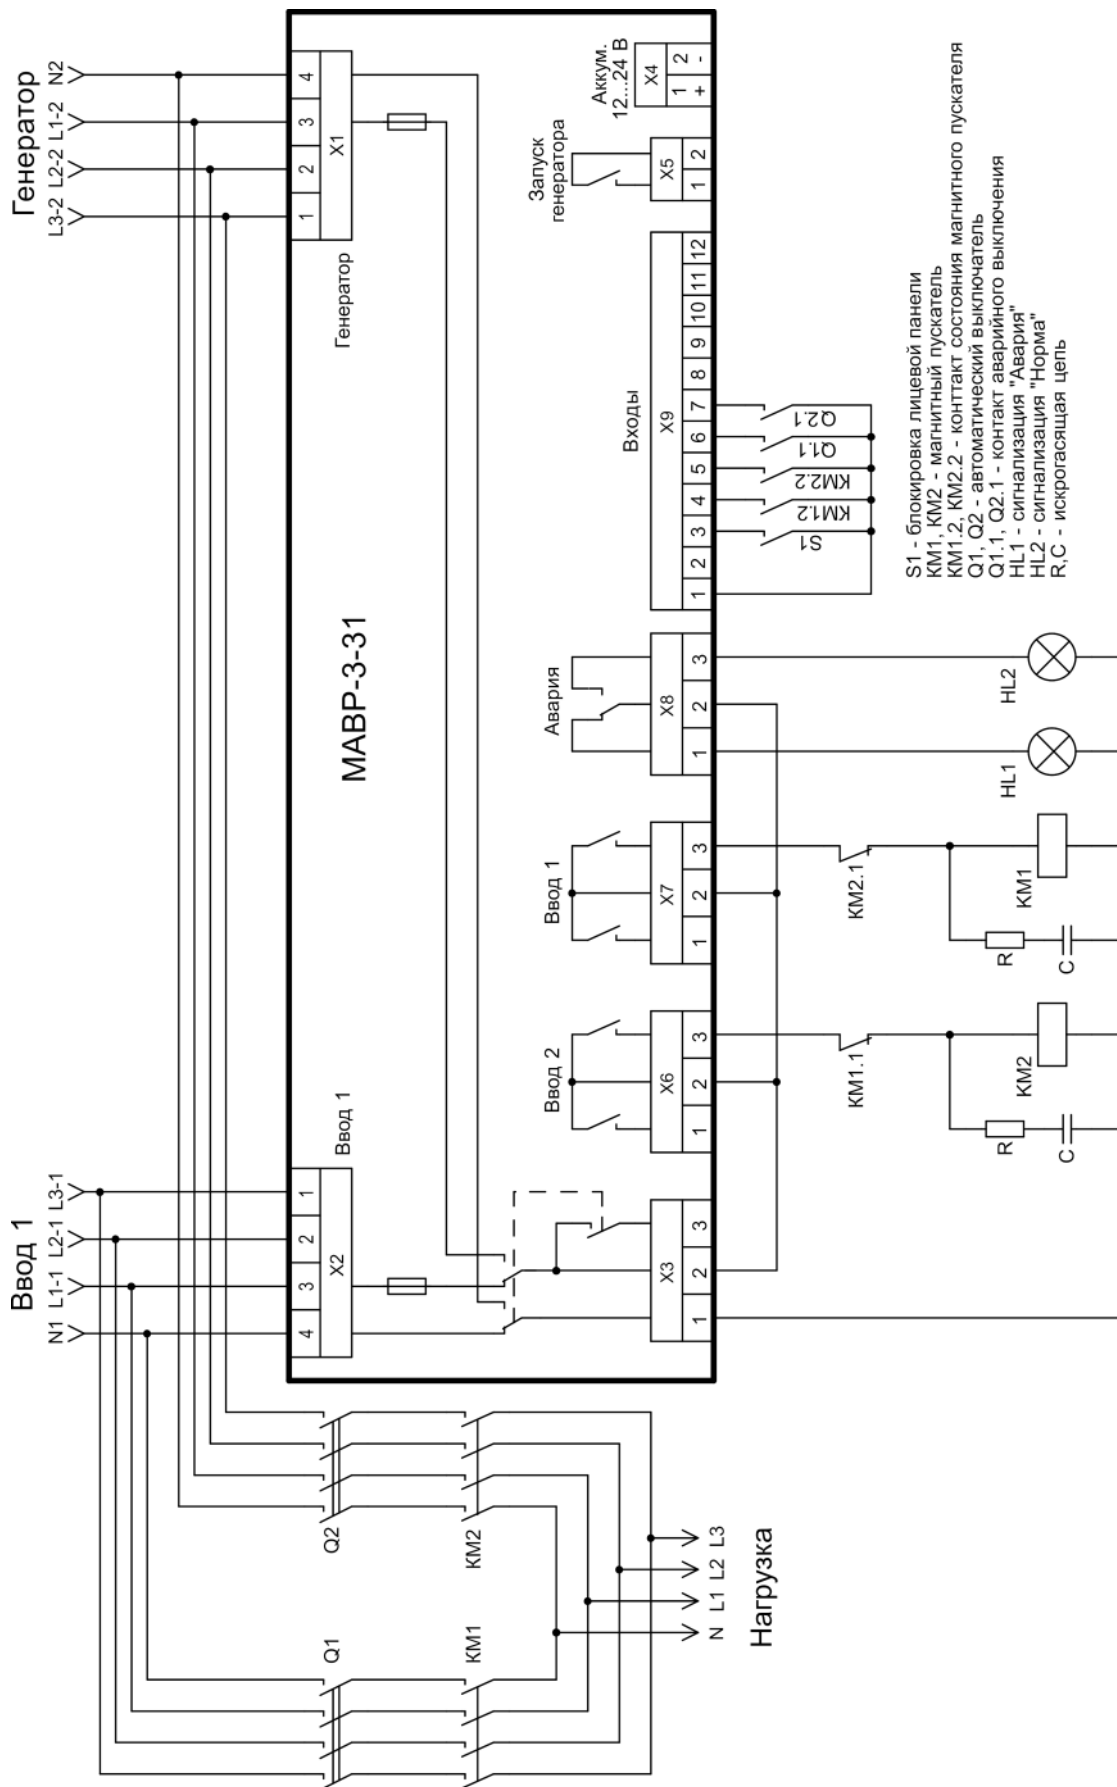 Ввод 1
Генератор
N1 L1-1 L2-1 L3-1
L3-2 L2-2 L1-2 N2
4 3 2 1
X2
Ввод 1
1 2 3 4
X1
Генератор
Q1
Q2
МАВР-3-31
KM1
KM2
Ввод 2
Ввод 1
Авария
Входы
Запуск
генератора
Аккум.
12...24 В
X3
1 2 3
X6
1 2 3
X7
1 2 3
X8
1 2 3
X9
1 2 3 4 5 6 7 8 9 10 11 12
X5
1 2
X4
1 2
+ -
N L1 L2 L3
Нагрузка
S1
KM1.2
KM2.2
Q1.1
Q2.1
KM1.1
KM2.1
R
C
KM2
R
C
KM1
HL1
HL2
S1 - блокировка лицевой панели
KM1, KM2 - магнитный пускатель
KM1.2, KM2.2 - конттакт состояния магнитного пускателя
Q1, Q2 - автоматический выключатель
Q1.1, Q2.1 - контакт аварийного выключения
HL1 - сигнализация "Авария"
HL2 - сигнализация "Норма"
R,C - искрогасящая цепь